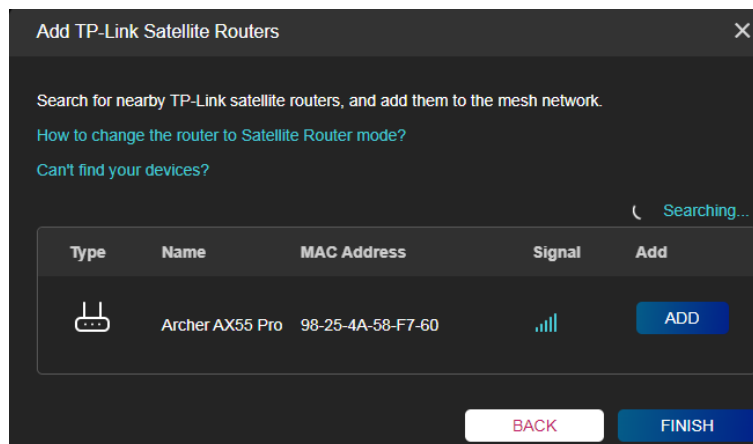 Add TP-Link Satellite Routers
Search for nearby TP-Link satellite routers, and add them to the mesh network.
How to change the router to Satellite Router mode?
Can't find your devices?
Searching...
Type Name MAC Address Signal Add
Archer AX55 Pro 98-25-4A-58-F7-60 ADD
BACK FINISH